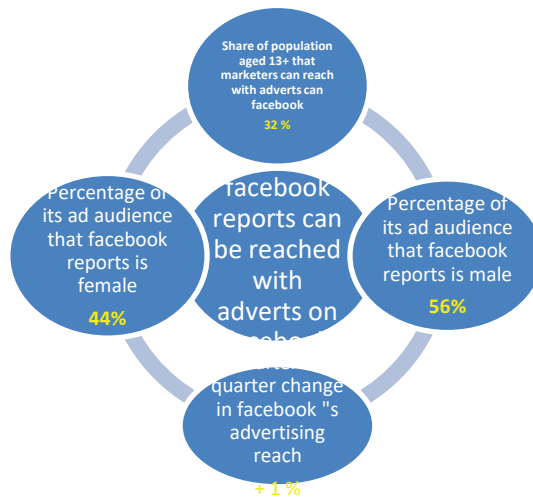 Share of population
aged 13+ that
marketers can reach
with adverts can
facebook
32 %
Percentage of
its ad audience
that facebook
reports is
female
44%
facebook
reports can
be reached
with
adverts on
Percentage of
its ad audience
that facebook
reports is male
56%
quarter change
in facebook "s
advertising
reach
+ 1 %